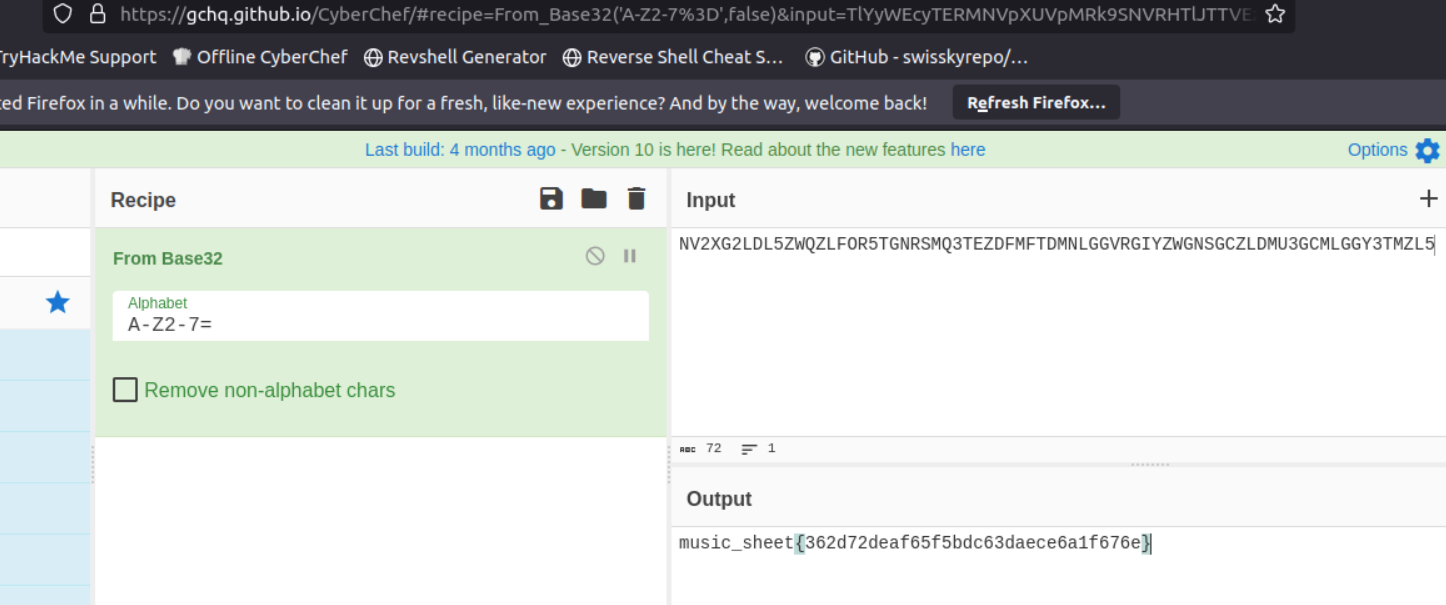 https://gchq.github.io/CyberChef/#recipe=From_Base32('A-Z2-7%3D',false)&input=TlYyWEcyTERMNVpXUVpMRk9SNVRHTlJTTVE
ryHackMe Support Offline CyberChef Revshell Generator Reverse Shell Cheat S… GitHub - swisskyrepo/…
ted Firefox in a while. Do you want to clean it up for a fresh, like-new experience? And by the way, welcome back! Refresh Firefox…
Last build: 4 months ago - Version 10 is here! Read about the new features here Options
Recipe
Input
From Base32
NV2XG2LDL5ZWQZLFOR5TGNRSMQ3TEZDFMFTDMNLGGVRGIYZWGNSGCZLDMU3GCMLGGY3TMZL5
Alphabet
A-Z2-7=
Remove non-alphabet chars
ABC 72 1
Output
music_sheet{362d72deaf65f5bdc63daece6a1f676e}